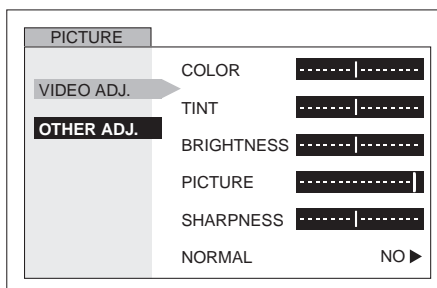 PICTURE
VIDEO ADJ.
OTHER ADJ.
COLOR
TINT
BRIGHTNESS
PICTURE
SHARPNESS
NORMAL NO ▶